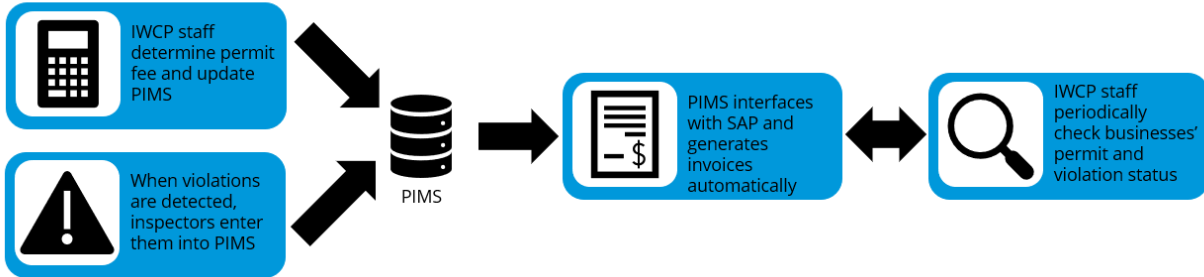 IWCP staff
determine permit
fee and update
PIMS
When violations
are detected,
inspectors enter
them into PIMS
PIMS
$
PIMS interfaces
with SAP and
generates
invoices
automatically
IWCP staff
periodically
check businesses’
permit and
violation status